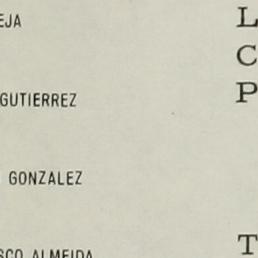 EJA L
C
GUTIERREZ P
GONZALEZ
SCO ALMEIDA T